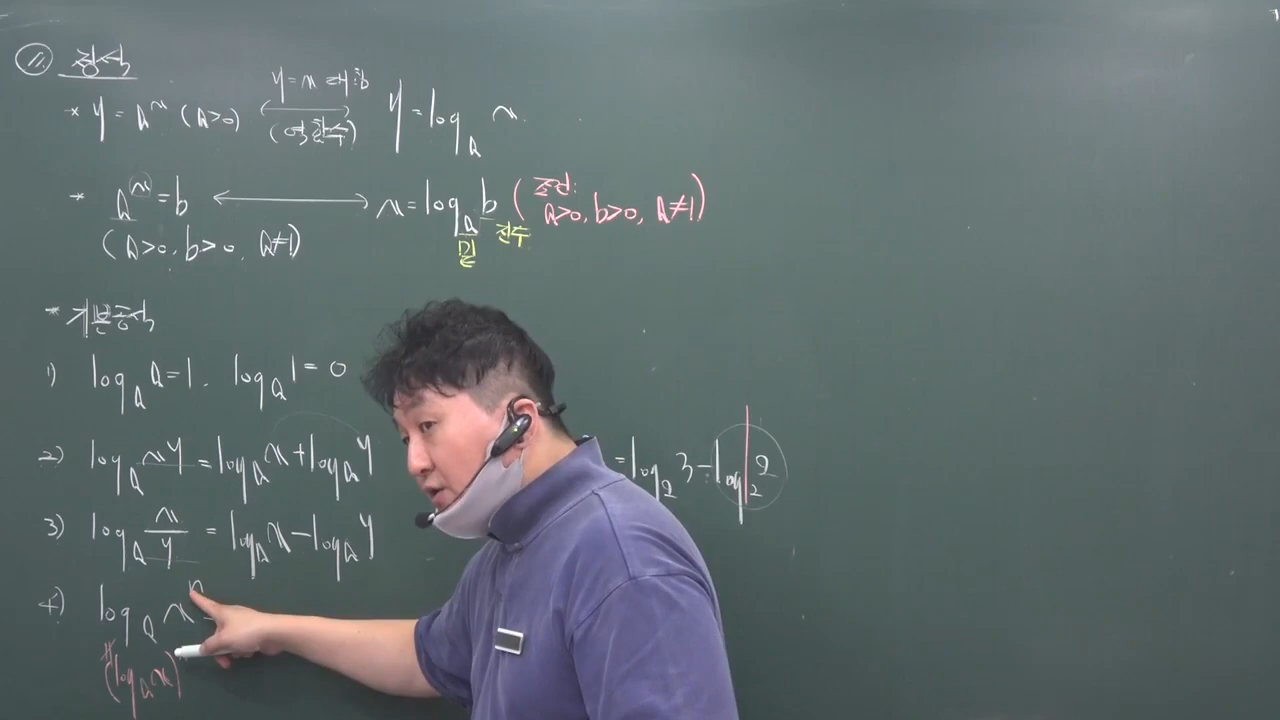 정식
* y = a^x (a>0) ⟷ y = x 대칭 (역함수) y = log_a x
* a^x = b ⟷ x = log_a b (조건: a>0, b>0, a≠1)
(a>0, b>0, a≠1) 밑 진수
* 기본공식
1) log_a a = 1. log_a 1 = 0
2) log_a xy = log_a x + log_a y = log_2 3 - log_2 2
3) log_a x/y = log_a x - log_a y
4) log_a x^n
≠ (log_a x)